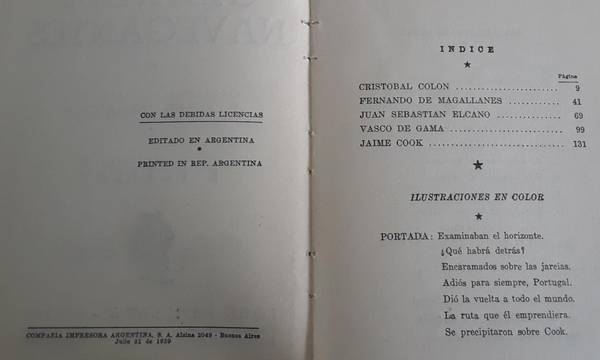 NAVEGANTE
CON LAS DEBIDAS LICENCIAS
EDITADO EN ARGENTINA
*
PRINTED IN REP. ARGENTINA
COMPAÑIA IMPRESORA ARGENTINA, S. A. Alsina 2049 - Buenos Aires
Julio 31 de 1939
INDICE
★
Página
CRISTOBAL COLON ........................ 9
FERNANDO DE MAGALLANES ............ 41
JUAN SEBASTIAN ELCANO ............... 69
VASCO DE GAMA ........................... 99
JAIME COOK ................................ 131
★
ILUSTRACIONES EN COLOR
★
PORTADA: Examinaban el horizonte.
¿Qué habrá detrás?
Encaramados sobre las jarcias.
Adiós para siempre, Portugal.
Dió la vuelta a todo el mundo.
La ruta que él emprendiera.
Se precipitaron sobre Cook.